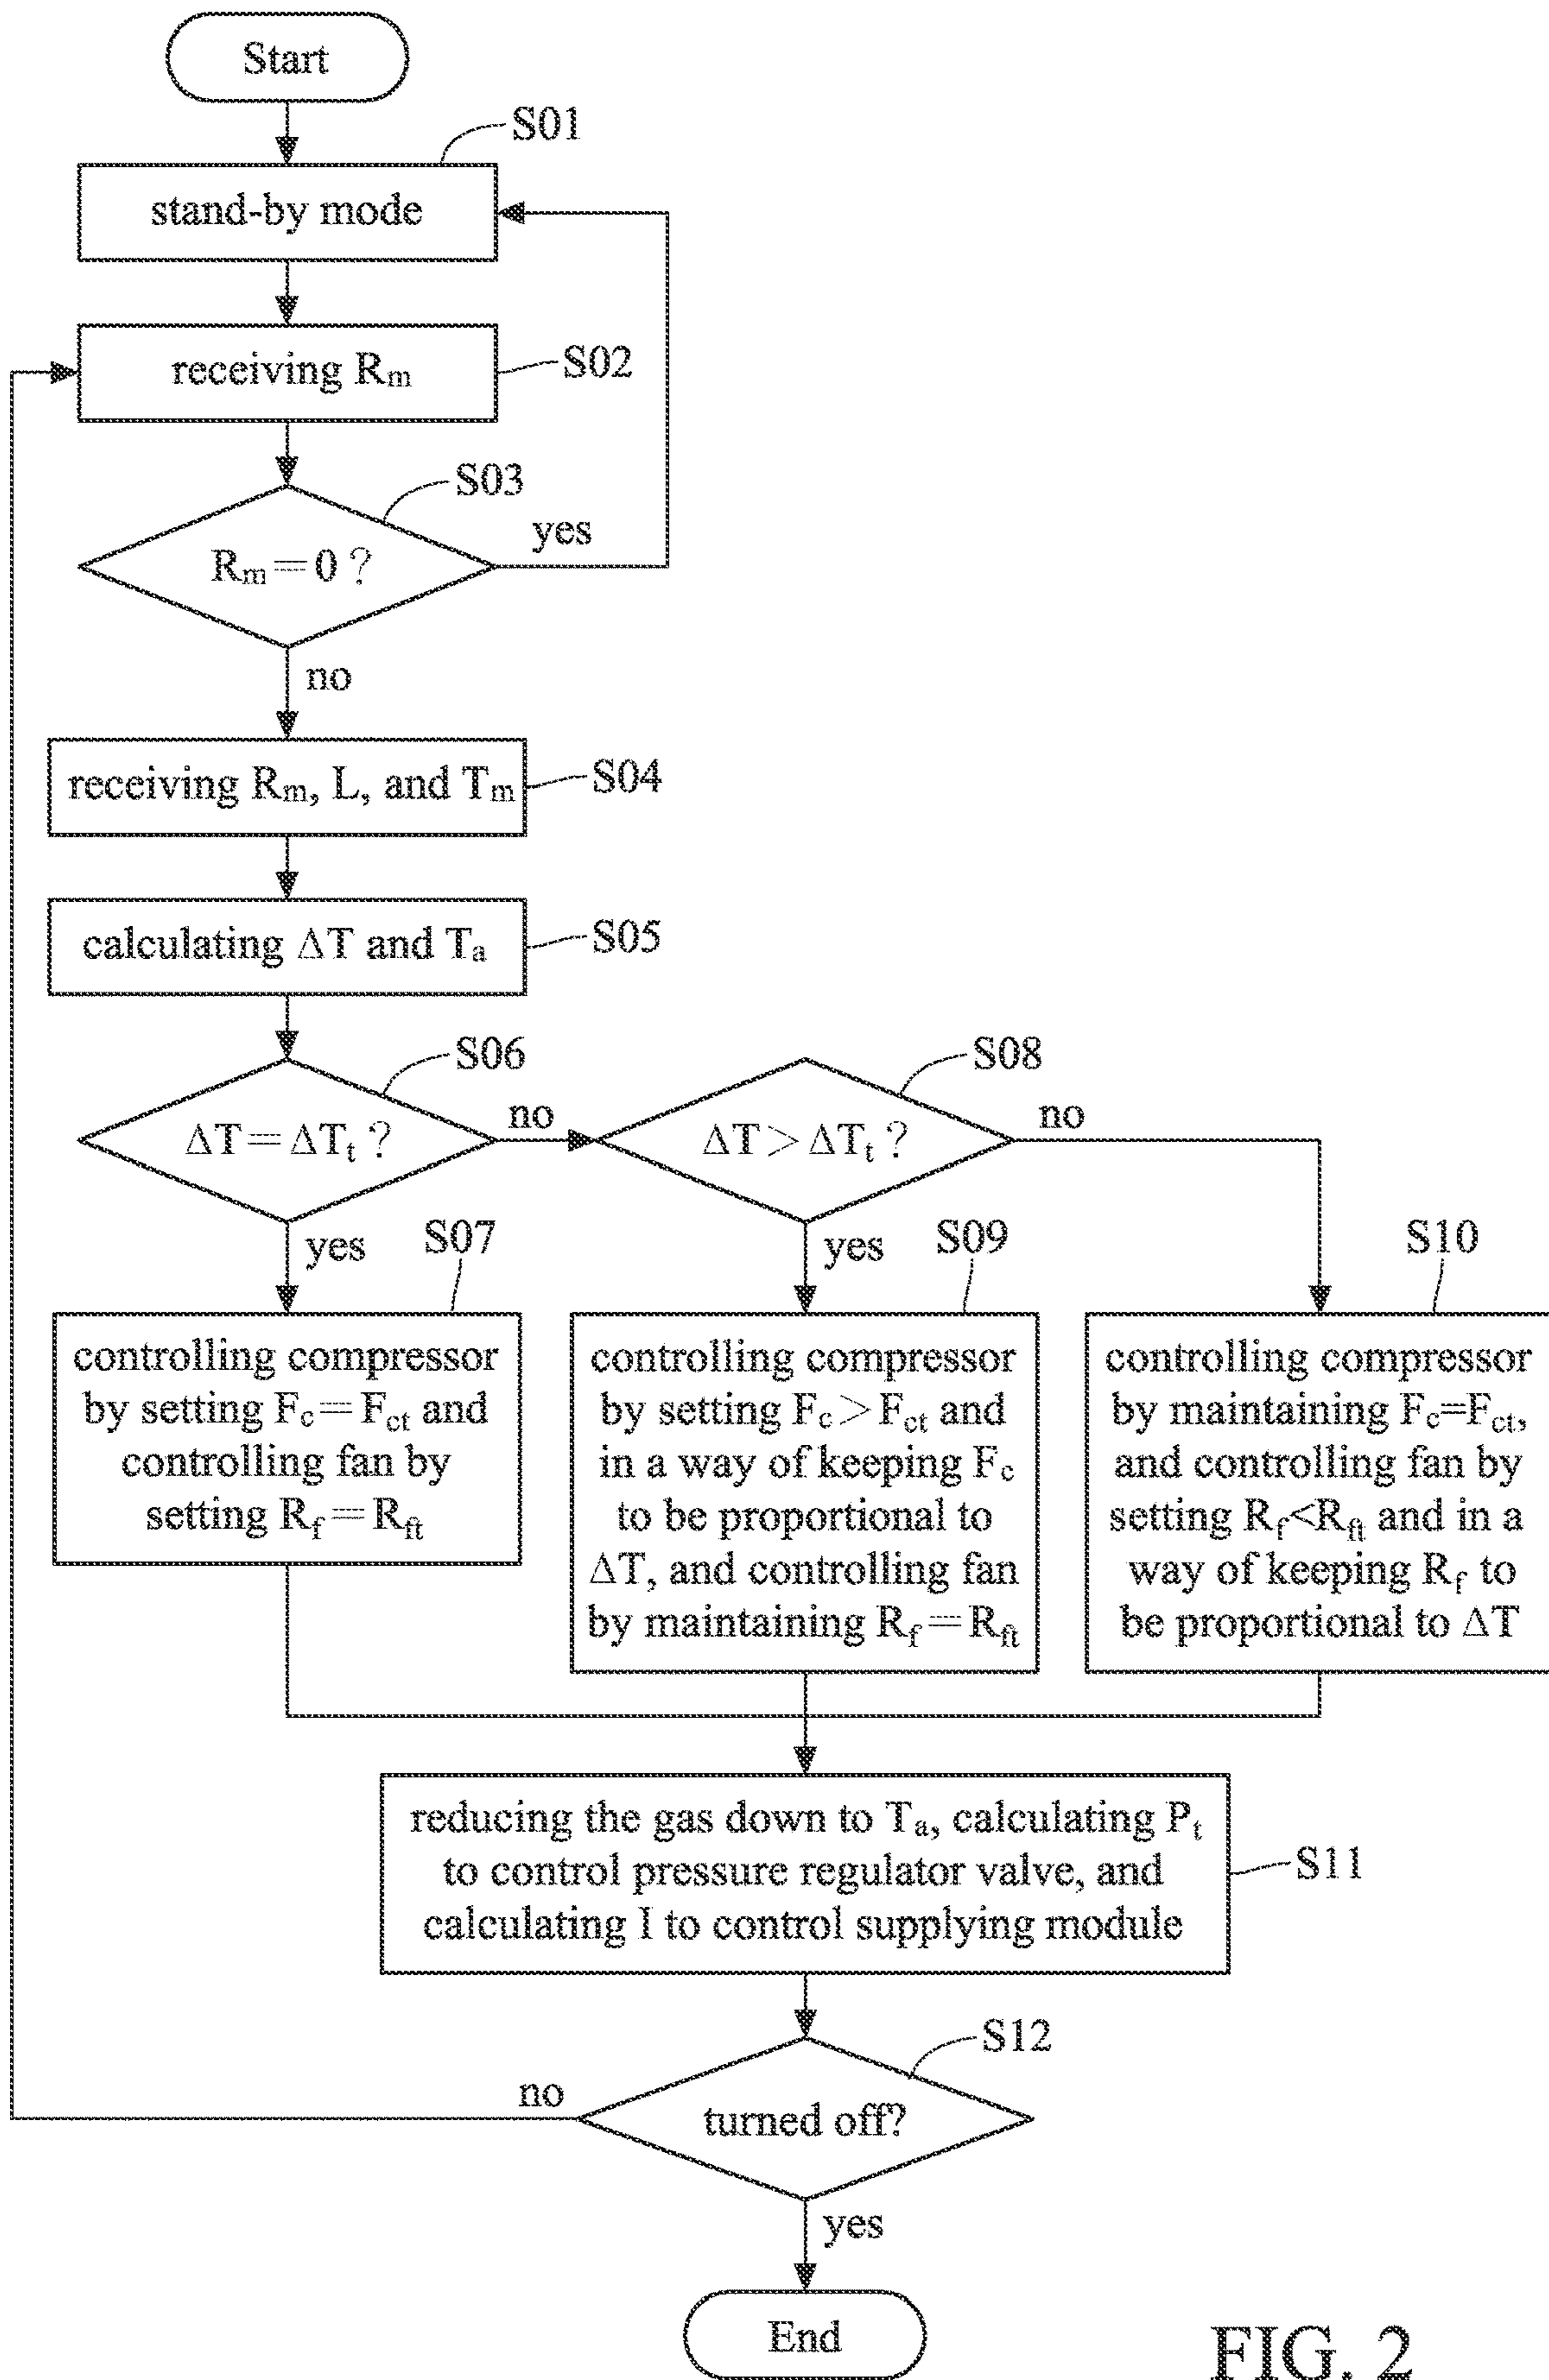 Start
S01
stand-by mode
receiving Rm
S02
S03
Rm=0 ?
yes
no
receiving Rm, L, and Tm
S04
calculating ΔT and Ta
S05
S06
ΔT=ΔTt ?
no
S08
ΔT>ΔTt ?
no
yes
S07
yes
S09
S10
controlling compressor
by setting Fc=Fct and
controlling fan by
setting Rf=Rft
controlling compressor
by setting Fc>Fct and
in a way of keeping Fc
to be proportional to
ΔT, and controlling fan
by maintaining Rf=Rft
controlling compressor
by maintaining Fc=Fct,
and controlling fan by
setting Rf<Rft and in a
way of keeping Rf to
be proportional to ΔT
reducing the gas down to Ta, calculating Pt
to control pressure regulator valve, and
calculating I to control supplying module
S11
S12
turned off?
no
yes
End
FIG. 2